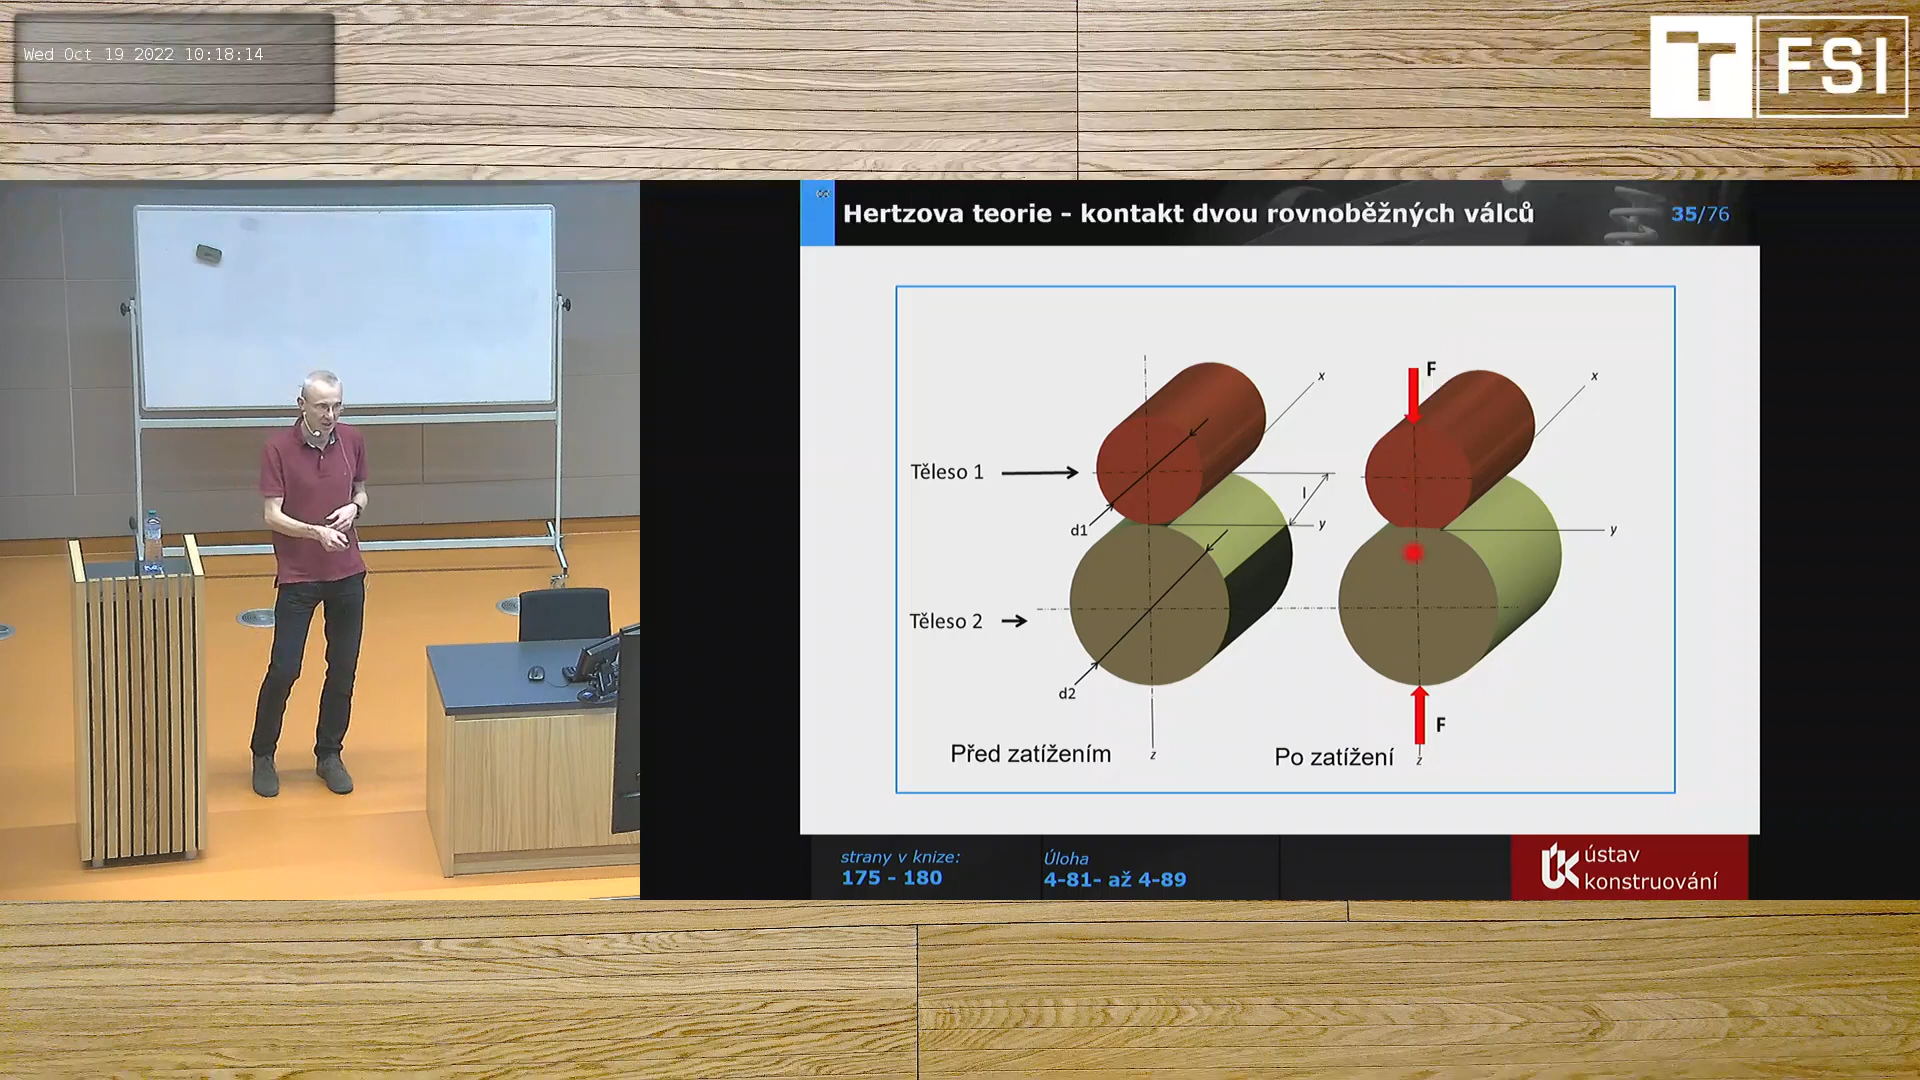 Wed Oct 19 2022 10:18:14
FSI
Hertzova teorie - kontakt dvou rovnoběžných válců
35/76
F
x
x
Těleso 1
l
d1
y
y
Těleso 2
d2
F
Před zatížením
z
Po zatížení
z
strany v knize:
175 - 180
Úloha
4-81- až 4-89
ústav
konstruování